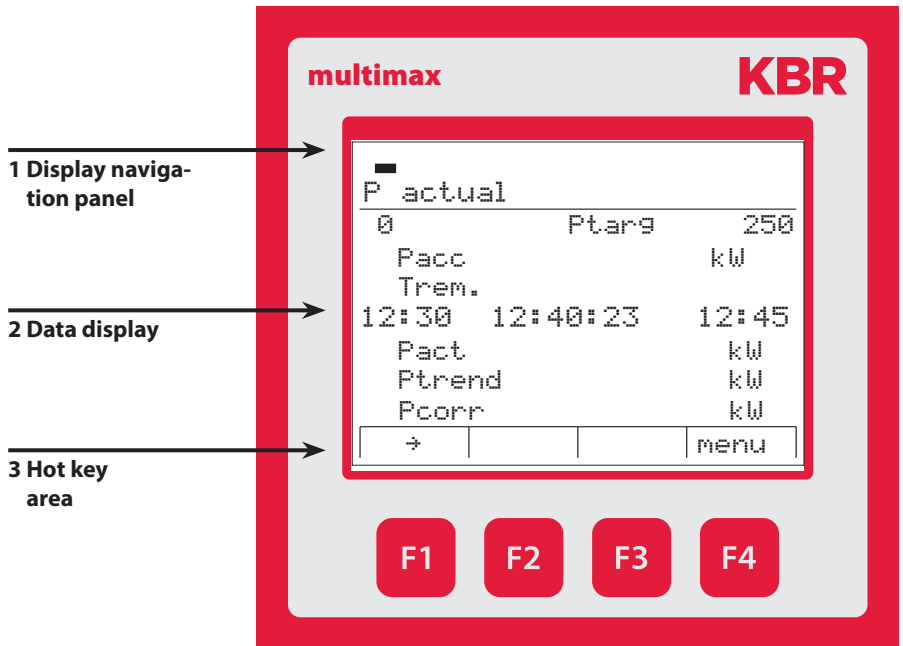 multimax KBR
1 Display naviga-
tion panel
P actual
0 Ptarg 250
Pacc kW
Trem.
2 Data display
12:30 12:40:23 12:45
Pact kW
Ptrend kW
Pcorr kW
3 Hot key
area
→ menu
F1 F2 F3 F4